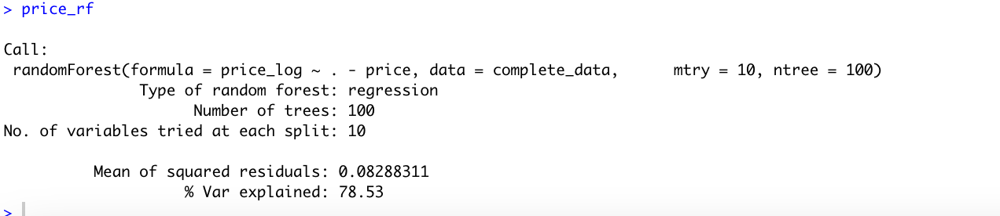 > price_rf
Call:
randomForest(formula = price_log ~ . - price, data = complete_data,      mtry = 10, ntree = 100)
Type of random forest: regression
Number of trees: 100
No. of variables tried at each split: 10
Mean of squared residuals: 0.08288311
% Var explained: 78.53
>